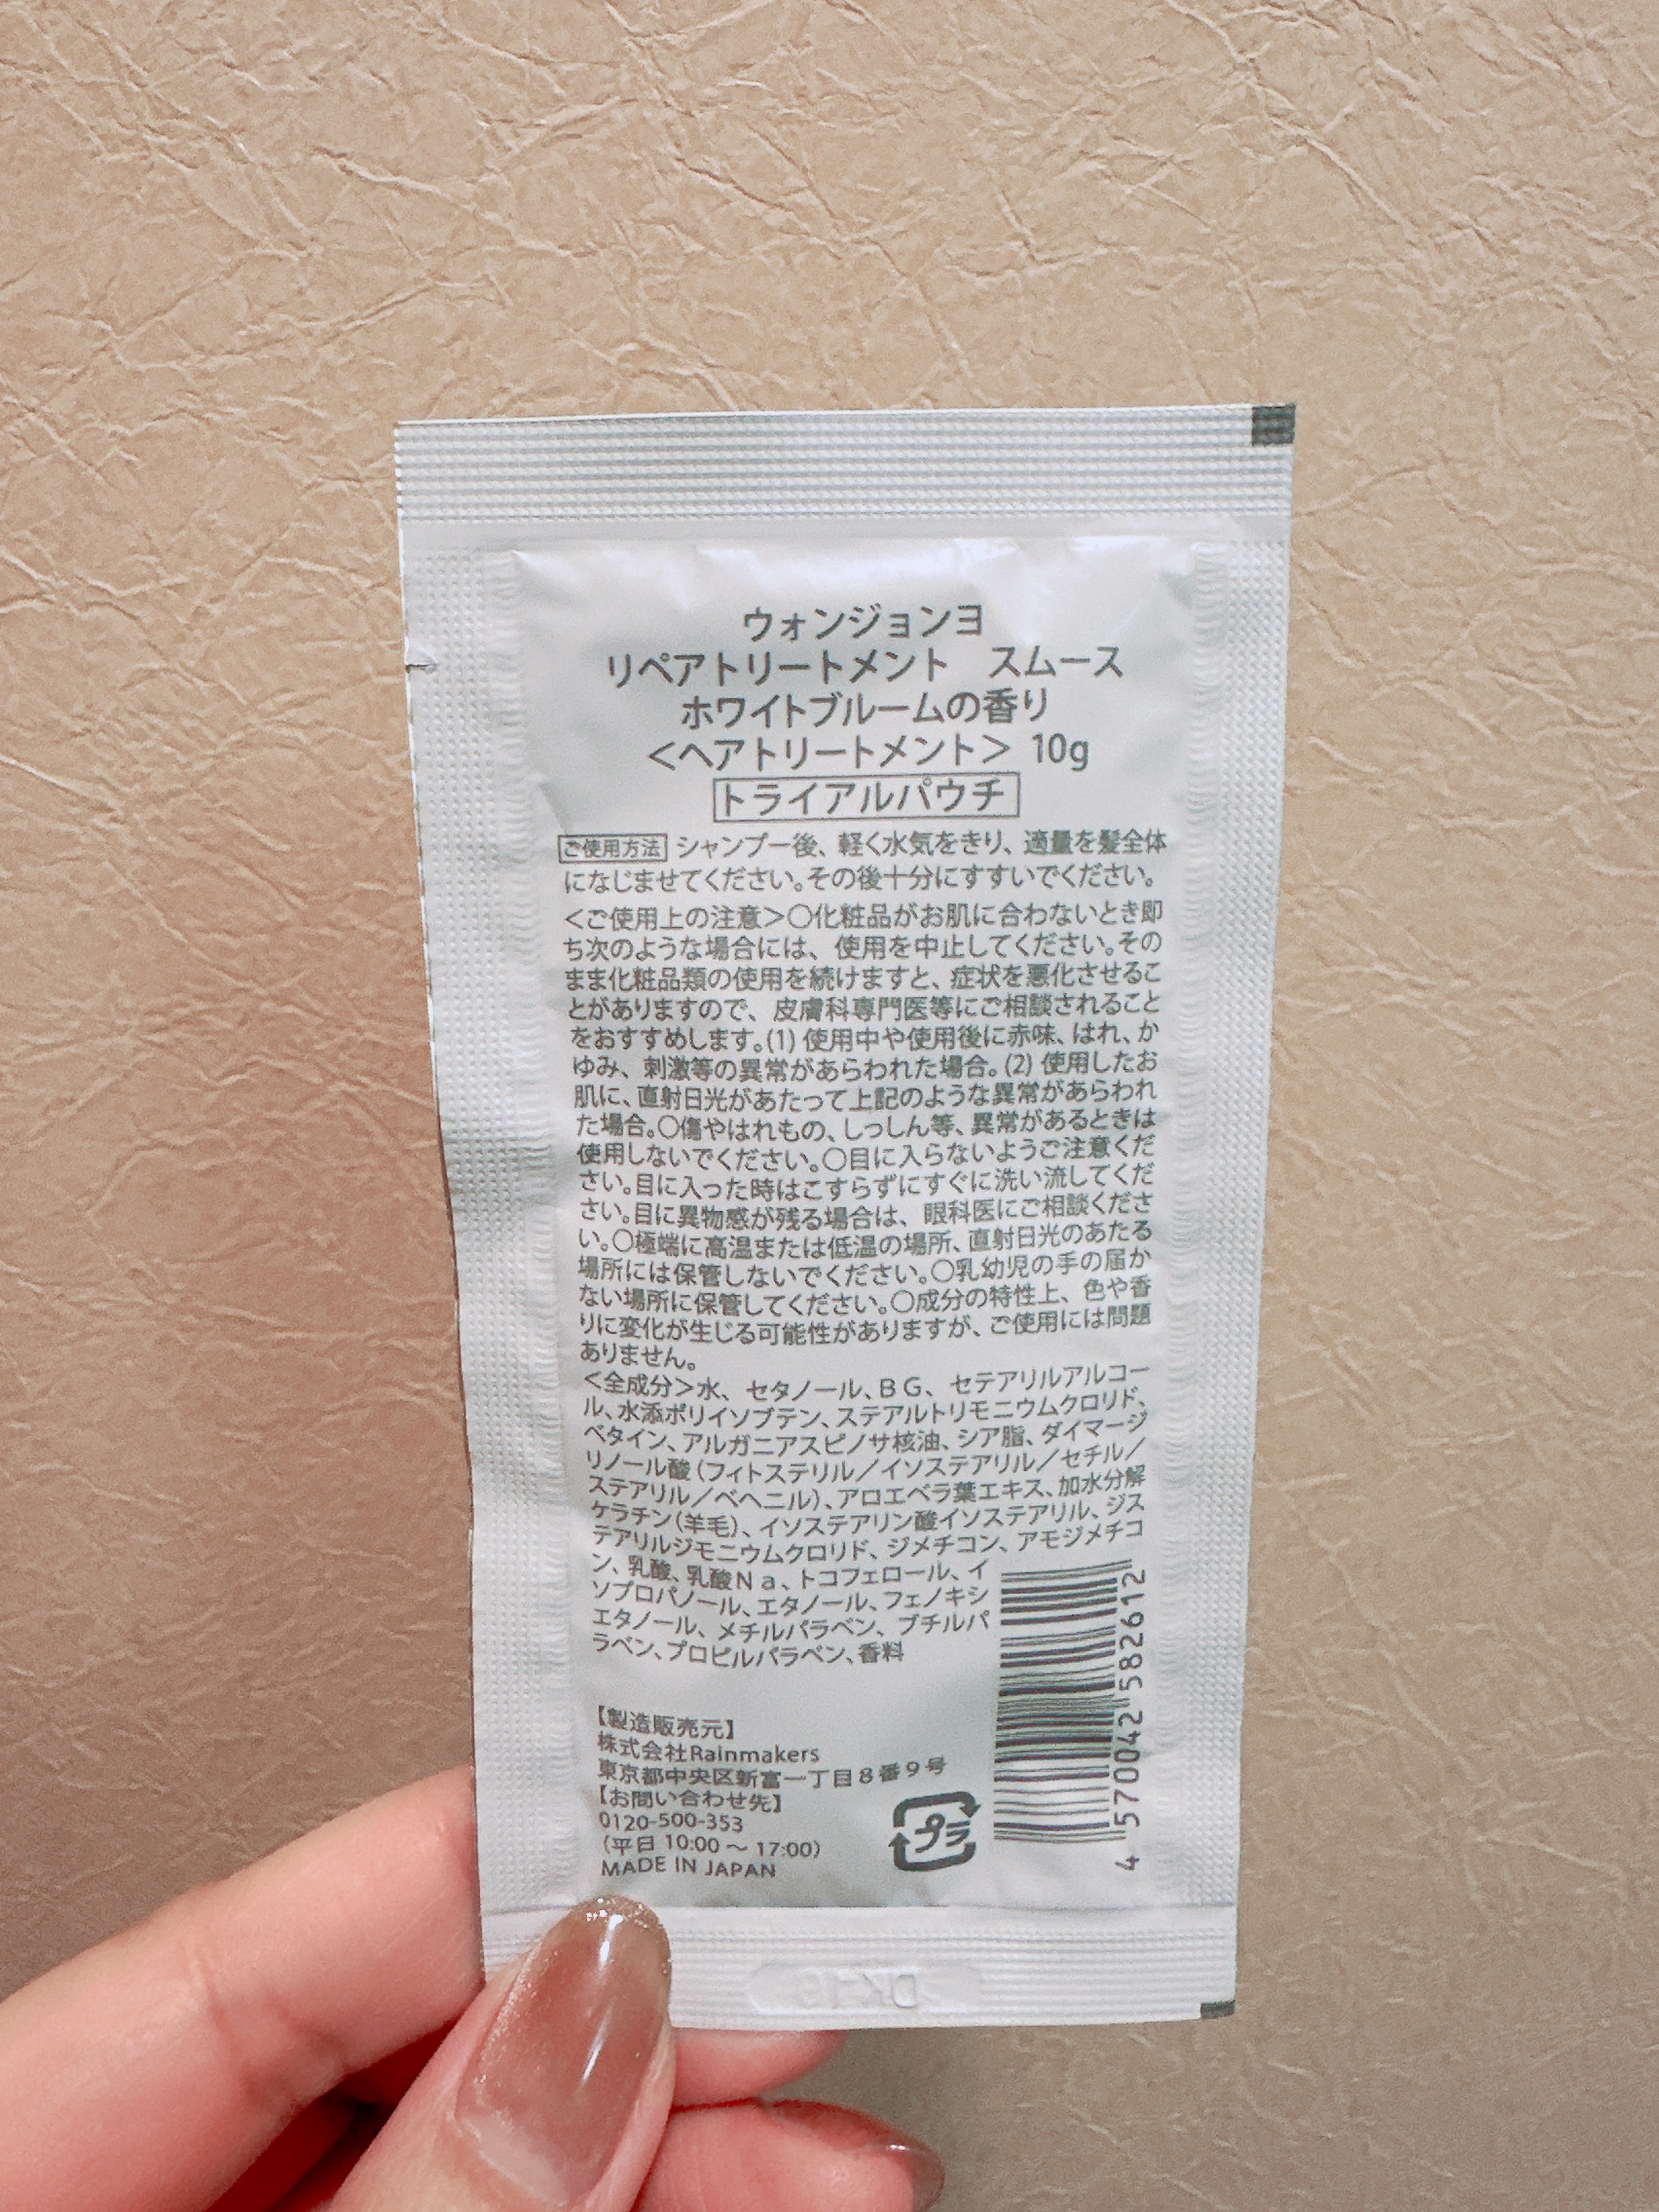 ウォンジョンヨ
リペアトリートメント　スムース
ホワイトブルームの香り
＜ヘアトリートメント＞ 10g
トライアルパウチ
ご使用方法 シャンプー後、軽く水気をきり、適量を髪全体
になじませてください。その後十分にすすいでください。
＜ご使用上の注意＞○化粧品がお肌に合わないとき即
ち次のような場合には、使用を中止してください。その
まま化粧品類の使用を続けますと、症状を悪化させるこ
とがありますので、皮膚科専門医等にご相談されること
をおすすめします。(1) 使用中や使用後に赤味、はれ、か
ゆみ、刺激等の異常があらわれた場合。(2) 使用したお
肌に、直射日光があたって上記のような異常があらわれ
た場合。○傷やはれもの、しっしん等、異常があるときは
使用しないでください。○目に入らないようご注意くだ
さい。目に入った時はこすらずにすぐに洗い流してくだ
さい。目に異物感が残る場合は、眼科医にご相談くださ
い。○極端に高温または低温の場所、直射日光のあたる
場所には保管しないでください。○乳幼児の手の届か
ない場所に保管してください。○成分の特性上、色や香
りに変化が生じる可能性がありますが、ご使用には問題
ありません。
＜全成分＞水、セタノール、ＢＧ、セテアリルアルコー
ル、水添ポリイソブテン、ステアルトリモニウムクロリド、
ベタイン、アルガニアスピノサ核油、シア脂、ダイマージ
リノール酸（フィトステリル／イソステアリル／セチル／
ステアリル／ベヘニル）、アロエベラ葉エキス、加水分解
ケラチン（羊毛）、イソステアリン酸イソステアリル、ジス
テアリルジモニウムクロリド、ジメチコン、アモジメチコ
ン、乳酸、乳酸Ｎａ、トコフェロール、イ
ソプロパノール、エタノール、フェノキシ
エタノール、メチルパラベン、ブチルパ
ラベン、プロピルパラベン、香料
【製造販売元】
株式会社Rainmakers
東京都中央区新富一丁目８番９号
【お問い合わせ先】
0120-500-353
（平日 10:00 ～ 17:00）
MADE IN JAPAN
プラ
4 570042 582612